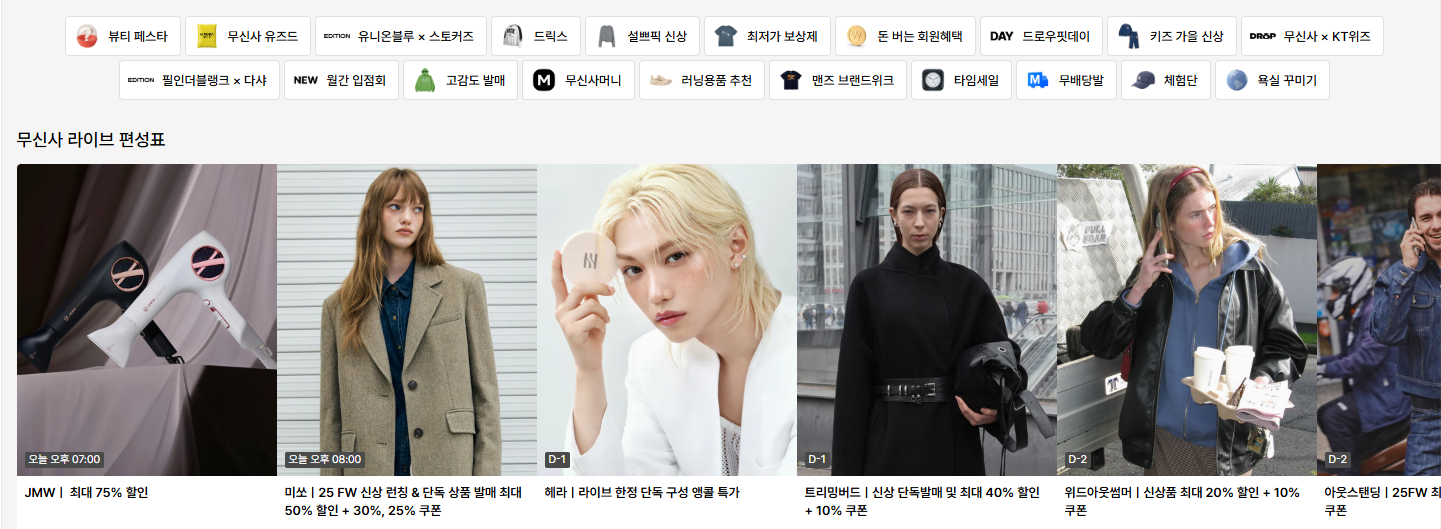 뷰티 페스타
무신사 유즈드
EDITION 유니온블루 × 스토커즈
드릭스
설쁘픽 신상
최저가 보상제
돈 버는 회원혜택
DAY 드로우핏데이
키즈 가을 신상
DROP 무신사 × KT위즈
EDITION 필인더블랭크 × 다샤
NEW 월간 입점회
고감도 발매
M 무신사머니
러닝용품 추천
맨즈 브랜드위크
타임세일
M 무배당발
체험단
욕실 꾸미기
무신사 라이브 편성표
오늘 오후 07:00
JMW | 최대 75% 할인
오늘 오후 08:00
미쏘 | 25 FW 신상 런칭 & 단독 상품 발매 최대
50% 할인 + 30%, 25% 쿠폰
D-1
헤라 | 라이브 한정 단독 구성 앵콜 특가
D-1
트리밍버드 | 신상 단독발매 및 최대 40% 할인
+ 10% 쿠폰
D-2
위드아웃썸머 | 신상품 최대 20% 할인 + 10%
쿠폰
D-2
아웃스탠딩 | 25FW 최
쿠폰